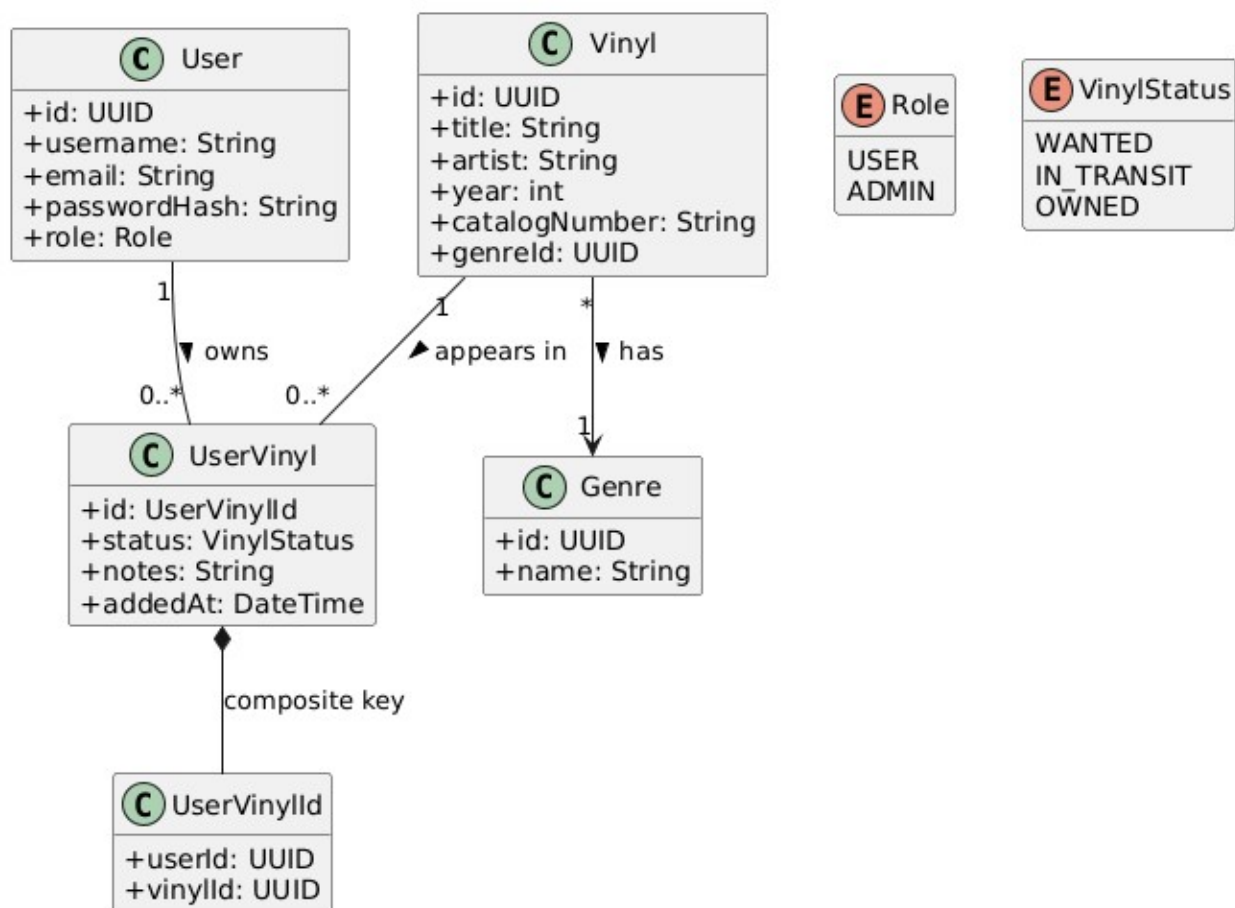 C User
+id: UUID
+username: String
+email: String
+passwordHash: String
+role: Role
C Vinyl
+id: UUID
+title: String
+artist: String
+year: int
+catalogNumber: String
+genreId: UUID
E Role
USER
ADMIN
E VinylStatus
WANTED
IN_TRANSIT
OWNED
1
owns
0..*
1
appears in
0..*
*
has
1
C UserVinyl
+id: UserVinylId
+status: VinylStatus
+notes: String
+addedAt: DateTime
C Genre
+id: UUID
+name: String
composite key
C UserVinylId
+userId: UUID
+vinylId: UUID